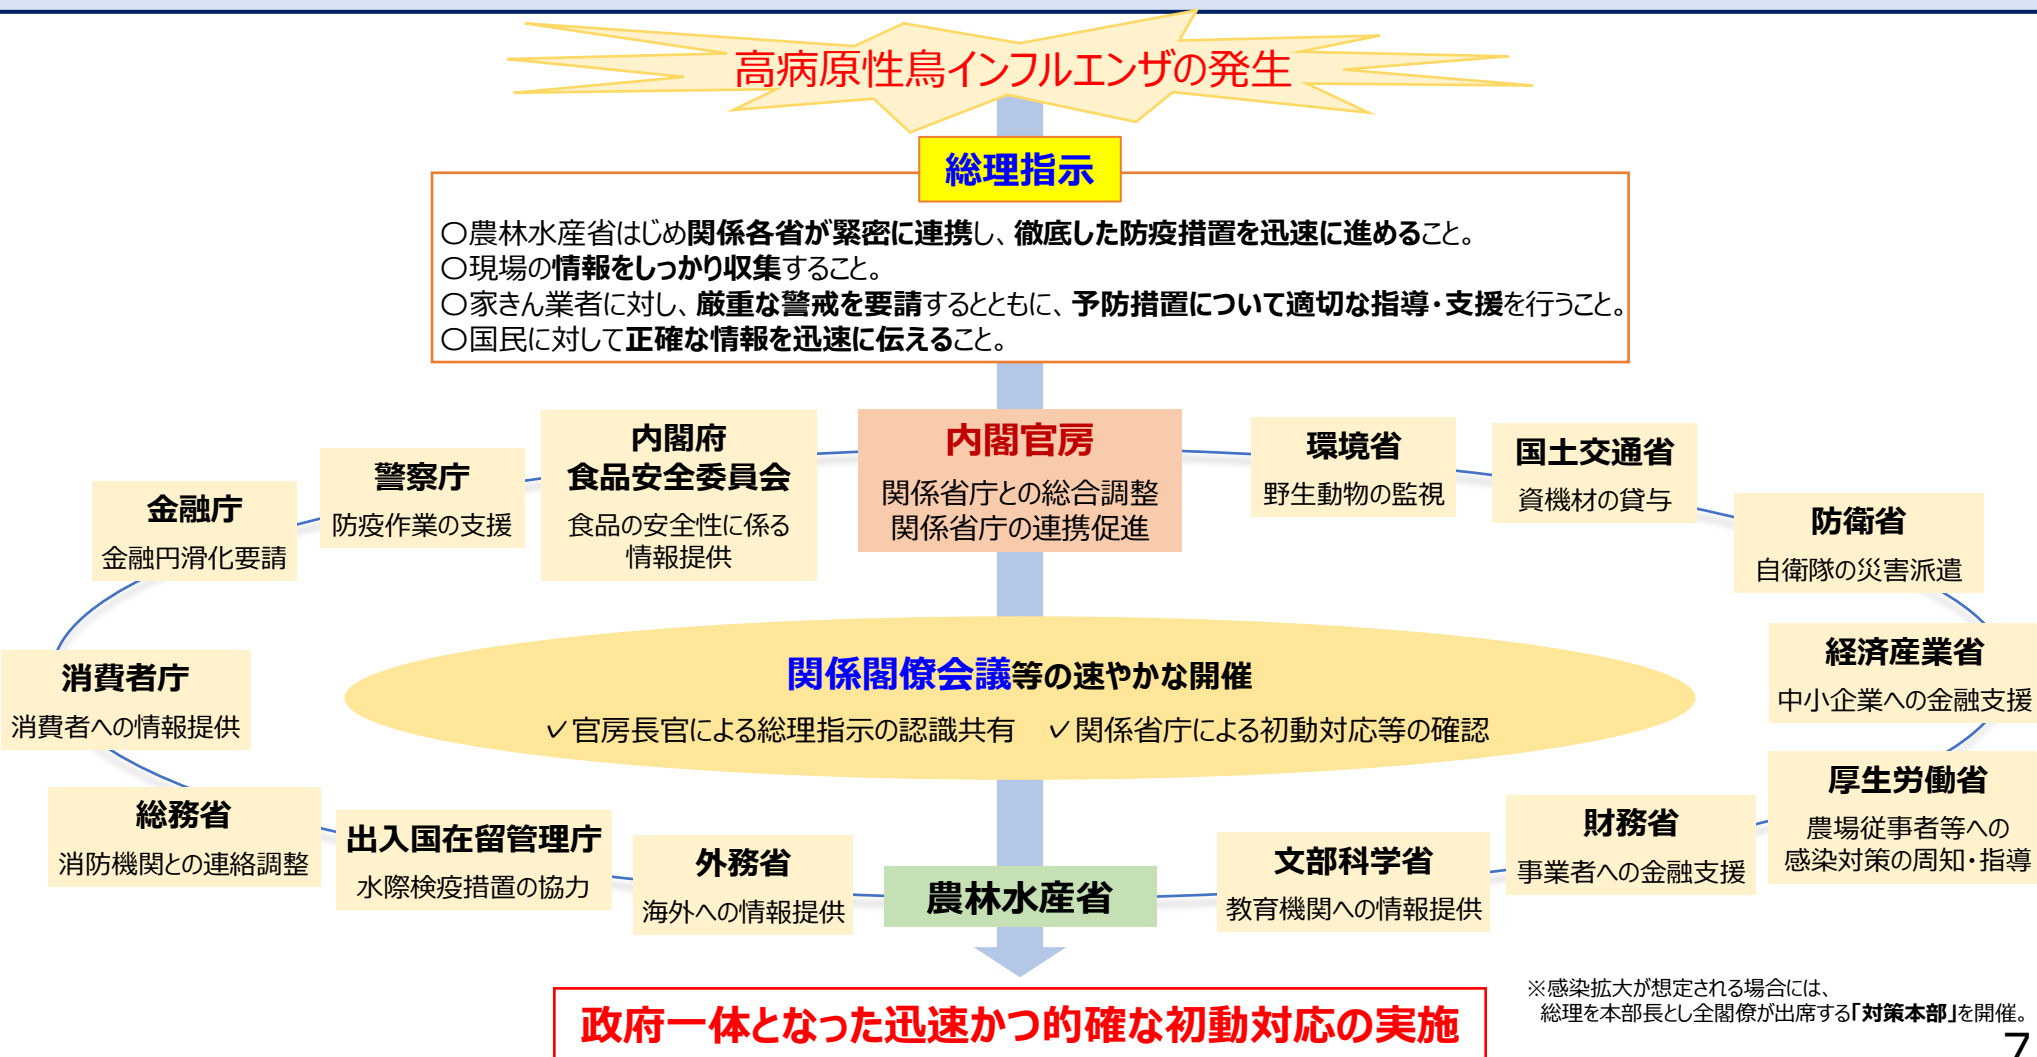 高病原性鳥インフルエンザの発生
総理指示
○農林水産省はじめ関係各省が緊密に連携し、徹底した防疫措置を迅速に進めること。
○現場の情報をしっかり収集すること。
○家きん業者に対し、厳重な警戒を要請するとともに、予防措置について適切な指導・支援を行うこと。
○国民に対して正確な情報を迅速に伝えること。
内閣官房
関係省庁との総合調整
関係省庁の連携促進
内閣府
食品安全委員会
食品の安全性に係る
情報提供
警察庁
防疫作業の支援
金融庁
金融円滑化要請
環境省
野生動物の監視
国土交通省
資機材の貸与
防衛省
自衛隊の災害派遣
経済産業省
中小企業への金融支援
消費者庁
消費者への情報提供
関係閣僚会議等の速やかな開催
✓官房長官による総理指示の認識共有 ✓関係省庁による初動対応等の確認
総務省
消防機関との連絡調整
出入国在留管理庁
水際検疫措置の協力
外務省
海外への情報提供
農林水産省
文部科学省
教育機関への情報提供
財務省
事業者への金融支援
厚生労働省
農場従事者等への
感染対策の周知・指導
政府一体となった迅速かつ的確な初動対応の実施
※感染拡大が想定される場合には、
総理を本部長とし全閣僚が出席する「対策本部」を開催。
7